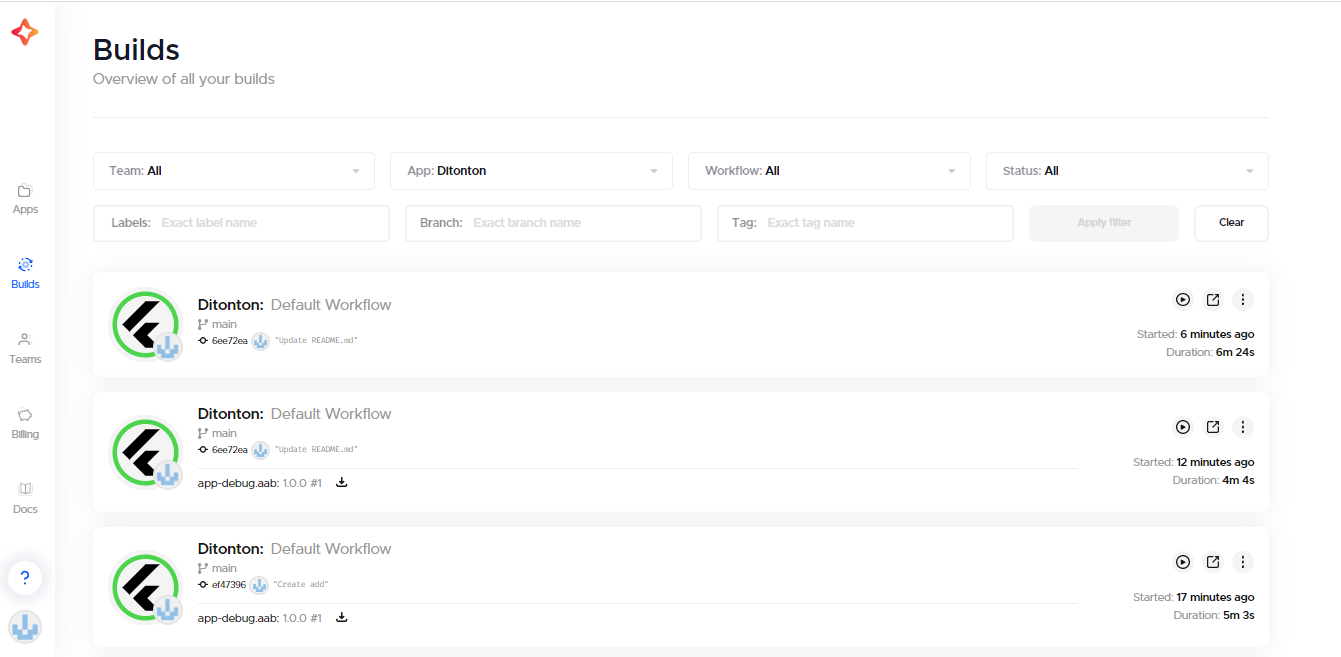 Builds
Overview of all your builds
Team: All
App: Ditonton
Workflow: All
Status: All
Labels: Exact label name
Branch: Exact branch name
Tag: Exact tag name
Apply filter
Clear
Apps
Builds
Teams
Billing
Docs
?
Ditonton: Default Workflow
main
6ee72ea "Update README.md"
Started: 6 minutes ago
Duration: 6m 24s
Ditonton: Default Workflow
main
6ee72ea "Update README.md"
app-debug.aab: 1.0.0 #1
Started: 12 minutes ago
Duration: 4m 4s
Ditonton: Default Workflow
main
ef47396 "Create add"
app-debug.aab: 1.0.0 #1
Started: 17 minutes ago
Duration: 5m 3s